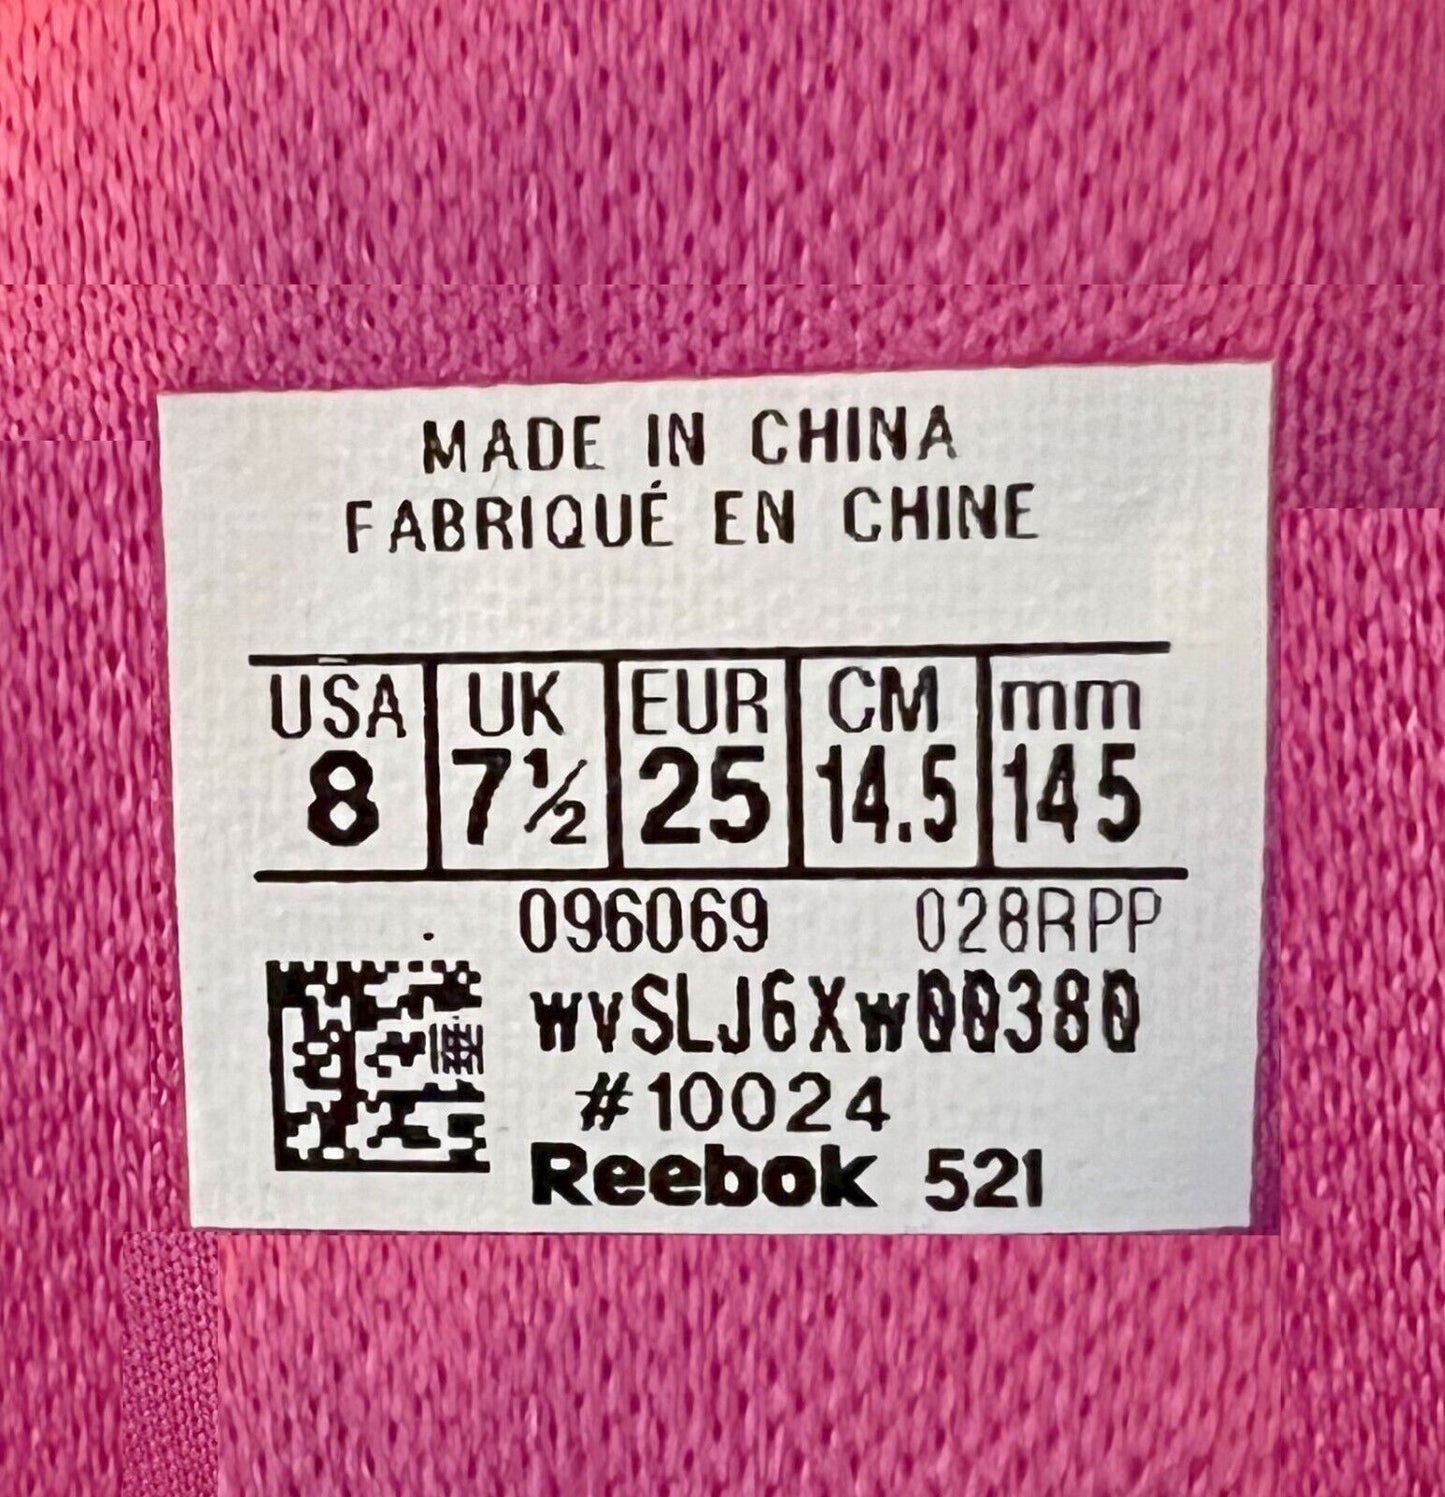 MADE IN CHINA
FABRIQUÉ EN CHINE
USA UK EUR CM mm
8 7½ 25 14.5 145
096069 028RPP
wvSLJ6Xw00380
#10024
Reebok 521